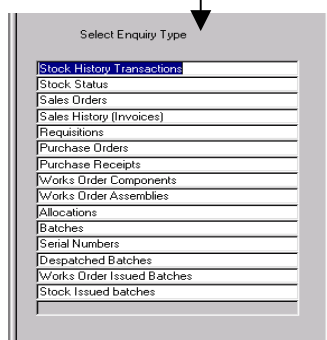 Select Enquiry Type
Stock History Transactions
Stock Status
Sales Orders
Sales History (Invoices)
Requisitions
Purchase Orders
Purchase Receipts
Works Order Components
Works Order Assemblies
Allocations
Batches
Serial Numbers
Despatched Batches
Works Order Issued Batches
Stock Issued batches